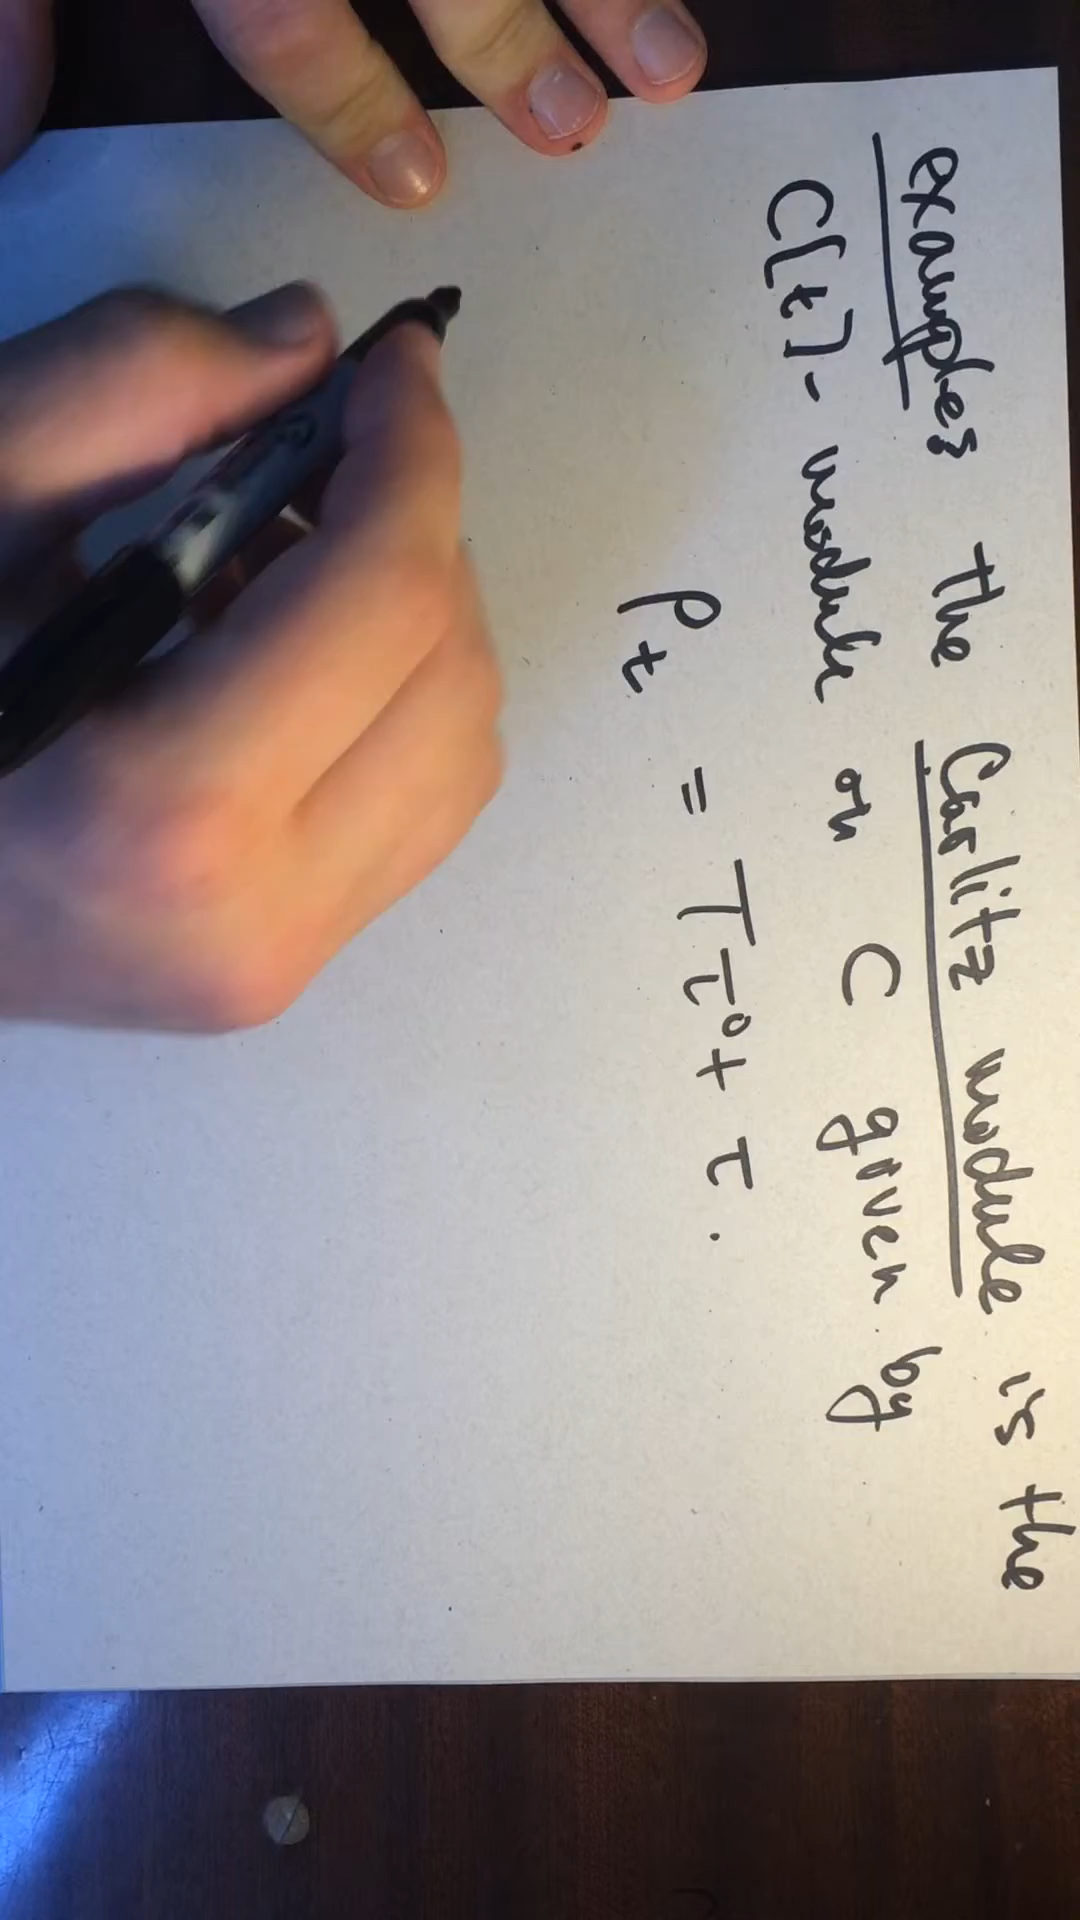 examples The Carlitz module is the
C[t]-module on C given by
ρ_t = Tτ⁰ + τ.